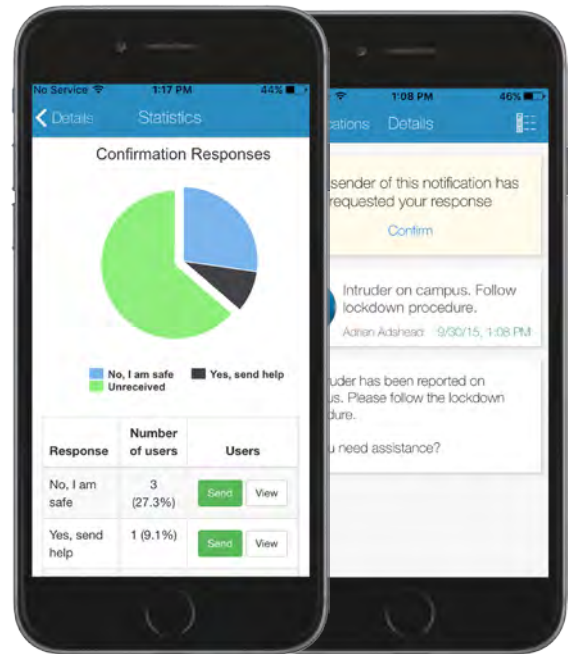 No Service 1:17 PM 44%
Details Statistics
Confirmation Responses
No, I am safe Yes, send help
Unreceived
Response Number of users Users
No, I am safe 3 (27.3%) Send View
Yes, send help 1 (9.1%) Send View
1:08 PM 46%
cations Details
sender of this notification has
requested your response
Confirm
Intruder on campus. Follow
lockdown procedure.
Adrien Adshead 9/30/15, 1:08 PM
uder has been reported on
us. Please follow the lockdown
dure.
u need assistance?